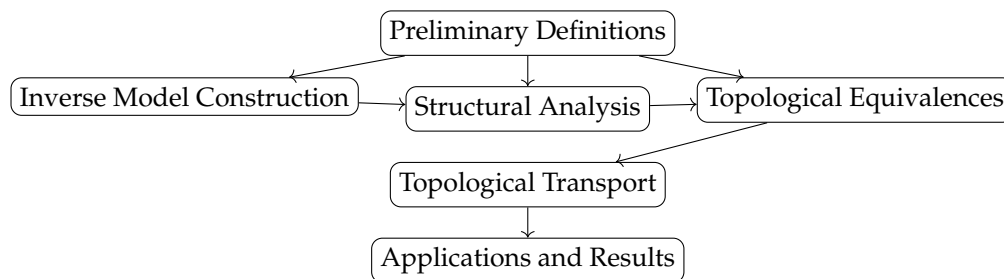 Preliminary Definitions
Inverse Model Construction
Structural Analysis
Topological Equivalences
Topological Transport
Applications and Results